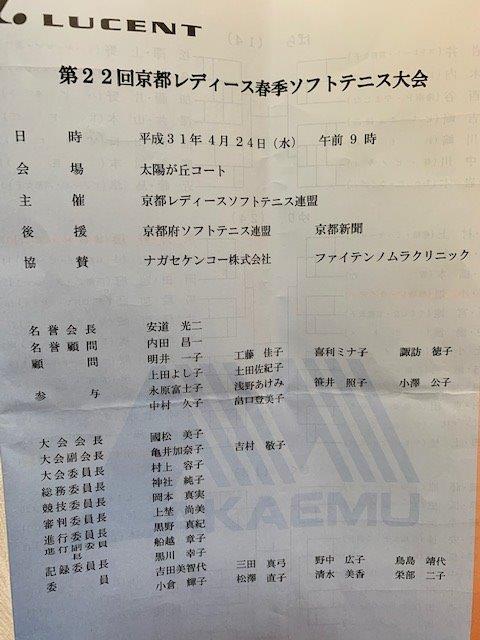 LUCENT
第22回京都レディース春季ソフトテニス大会
日 時 平成31年4月24日(水) 午前9時
会 場 太陽が丘コート
主 催 京都レディースソフトテニス連盟
後 援 京都府ソフトテニス連盟 京都新聞
協 賛 ナガセケンコー株式会社 ファイテンノムラクリニック
名誉会長 安道 光二
名誉顧問 内田 昌一
顧 問 明井 一子 工藤 佳子 喜利ミナ子 諏訪 徳子
上田よし子 土田佐紀子
参 与 永原富士子 浅野あけみ 笹井 照子 小澤 公子
中村 久子 畠口登美子
大会会長 國松 美子
大会副会長 亀井加奈子 吉村 敬子
大会委員長 村上 容子
総務委員長 神社 純子
競技委員長 岡本 真実
審判委員長 上埜 尚美
進行委員長 黒野 真紀
進行副委員長 船越 章子
黒川 幸子
記録委員長 吉田美智代 三田 真弓 野中 広子 鳥島 靖代
委 員 小倉 輝子 松澤 直子 清水 美香 栄部 二子
KAEMU